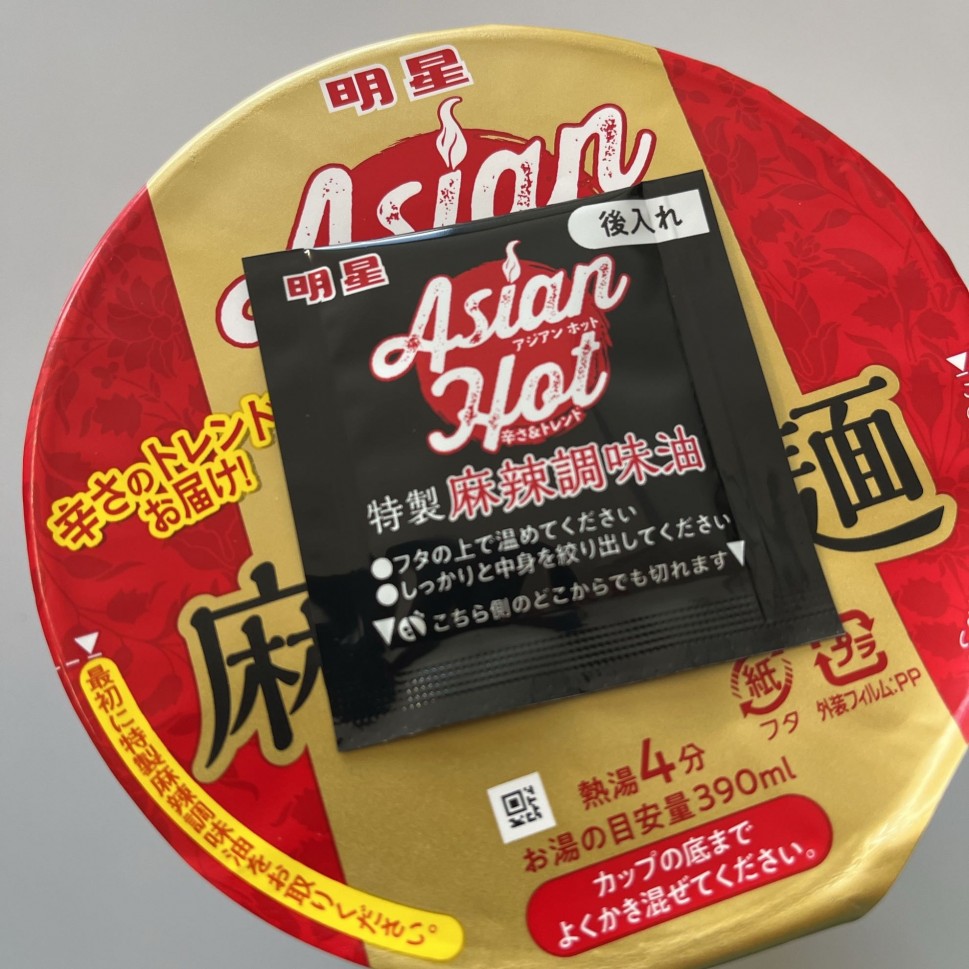 明星
Asian
後入れ
明星
Asian
アジアン ホット
Hot
辛さ&トレンド
特製麻辣調味油
●フタの上で温めてください
●しっかりと中身を絞り出してください
こちら側のどこからでも切れます
辛さのトレンド
お届け!
麻
麺
最初に特製麻辣調味油をお取りください。
紙
フタ
プラ
外装フィルム:PP
熱湯4分
お湯の目安量390ml
カップの底まで
よくかき混ぜてください。